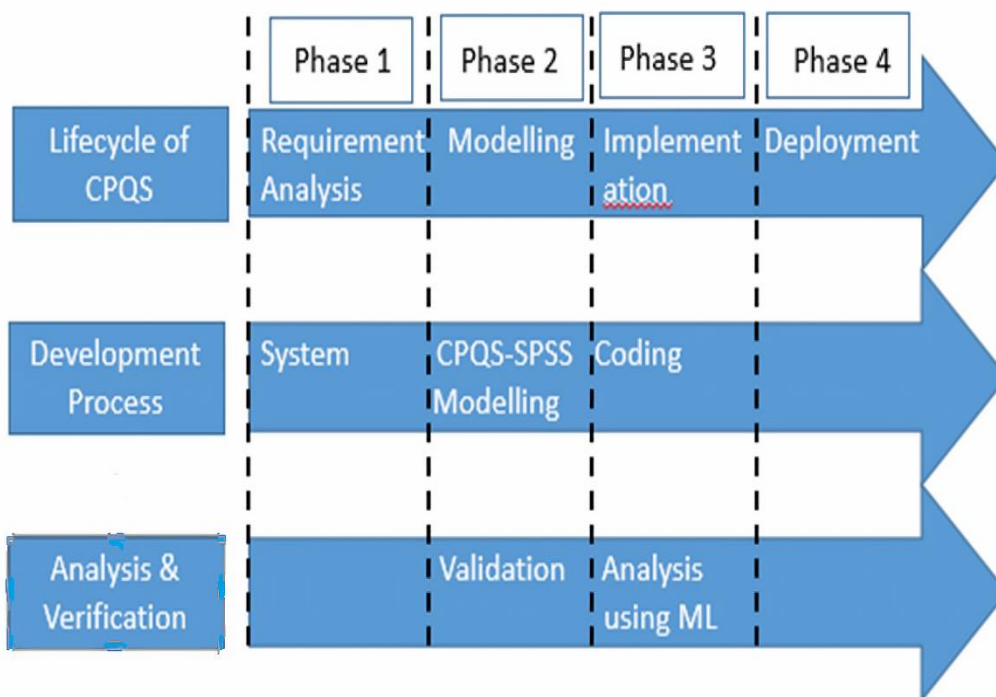 Phase 1
Phase 2
Phase 3
Phase 4
Lifecycle of
CPQS
Requirement
Analysis
Modelling
Implement
ation
Deployment
Development
Process
System
CPQS-SPSS
Modelling
Coding
Analysis &
Verification
Validation
Analysis
using ML